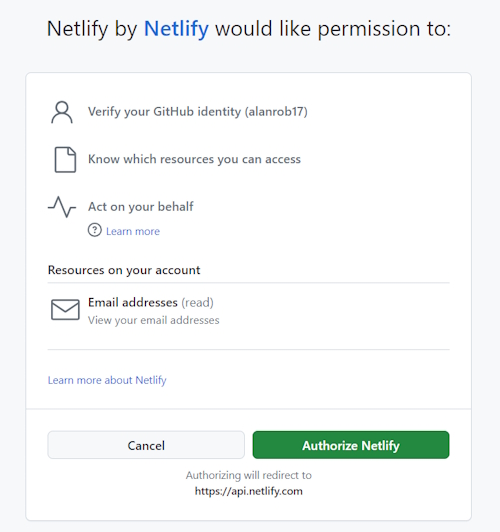 Netlify by Netlify would like permission to:
Verify your GitHub identity (alanrob17)
Know which resources you can access
Act on your behalf
? Learn more
Resources on your account
Email addresses (read)
View your email addresses
Learn more about Netlify
Cancel
Authorize Netlify
Authorizing will redirect to
https://api.netlify.com